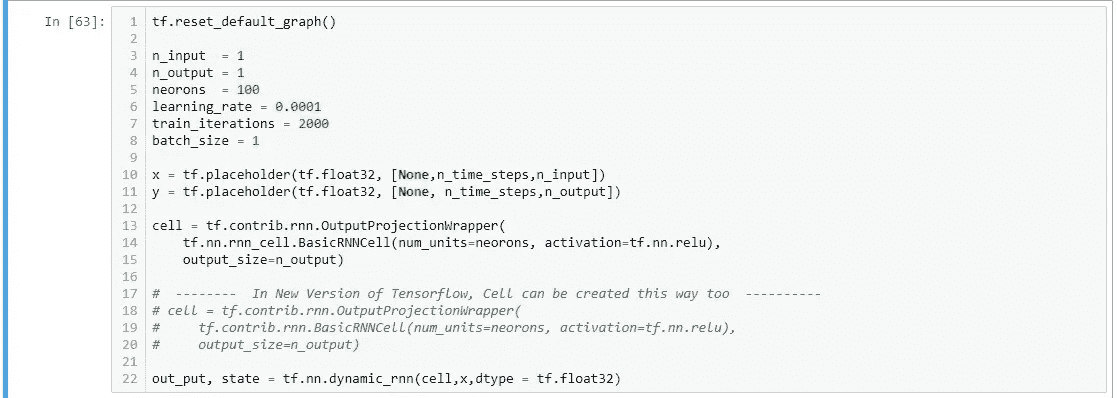 In [63]:
1 tf.reset_default_graph()
2
3 n_input  = 1
4 n_output = 1
5 neorons  = 100
6 learning_rate = 0.0001
7 train_iterations = 2000
8 batch_size = 1
9
10 x = tf.placeholder(tf.float32, [None,n_time_steps,n_input])
11 y = tf.placeholder(tf.float32, [None, n_time_steps,n_output])
12
13 cell = tf.contrib.rnn.OutputProjectionWrapper(
14     tf.nn.rnn_cell.BasicRNNCell(num_units=neorons, activation=tf.nn.relu),
15     output_size=n_output)
16
17 #  --------  In New Version of Tensorflow, Cell can be created this way too  ----------
18 # cell = tf.contrib.rnn.OutputProjectionWrapper(
19 #     tf.contrib.rnn.BasicRNNCell(num_units=neorons, activation=tf.nn.relu),
20 #     output_size=n_output)
21
22 out_put, state = tf.nn.dynamic_rnn(cell,x,dtype = tf.float32)